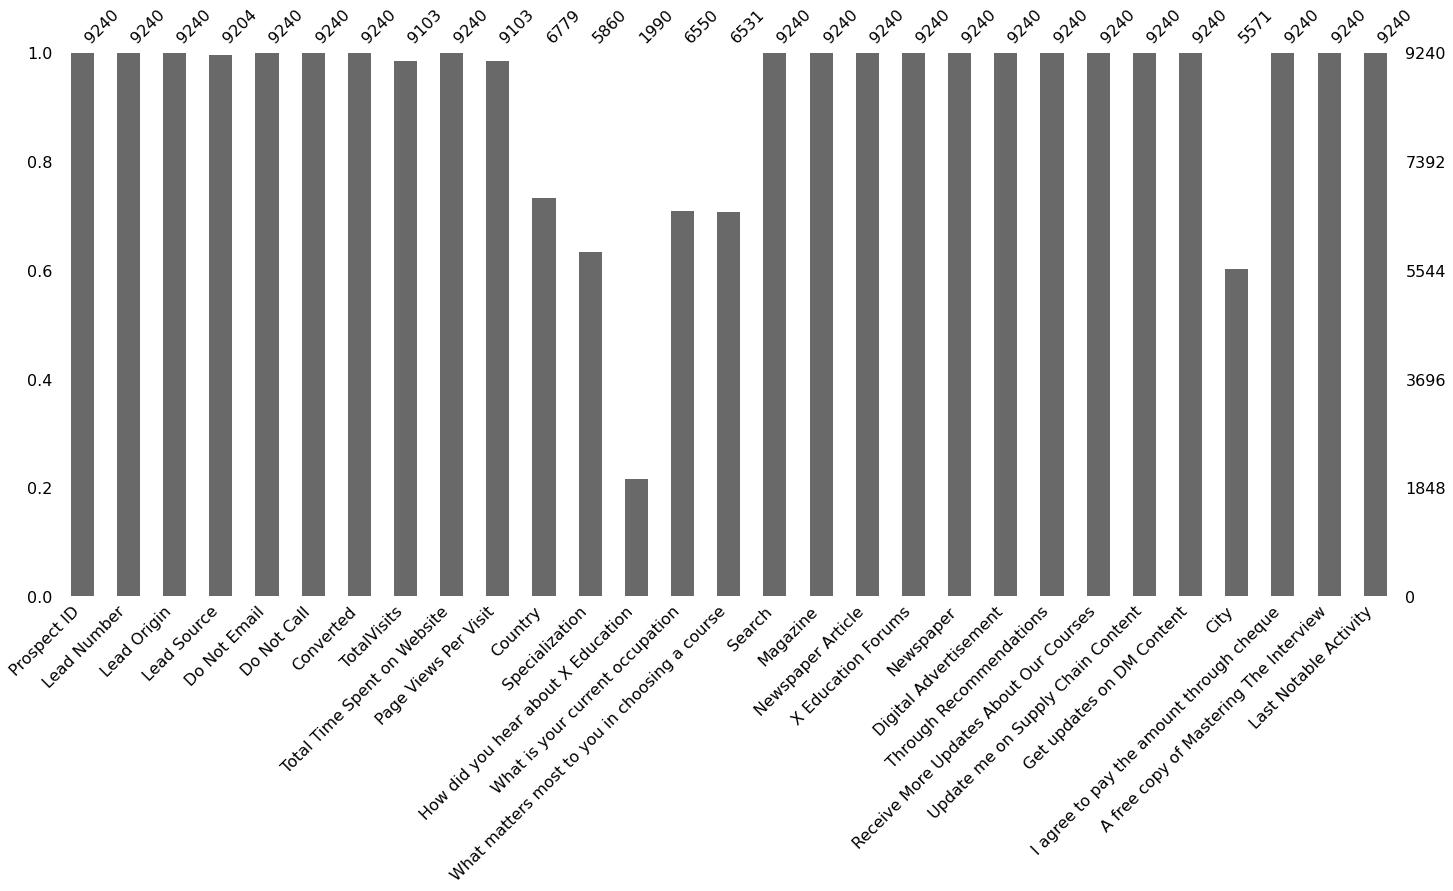 9240
9240
9240
9204
9240
9240
9240
9103
9240
9103
6779
5860
1990
6550
6531
9240
9240
9240
9240
9240
9240
9240
9240
9240
9240
5571
9240
9240
9240
1.0
0.8
0.6
0.4
0.2
0.0
9240
7392
5544
3696
1848
0
Prospect ID
Lead Number
Lead Origin
Lead Source
Do Not Email
Do Not Call
Converted
TotalVisits
Total Time Spent on Website
Page Views Per Visit
Country
Specialization
How did you hear about X Education
What is your current occupation
What matters most to you in choosing a course
Search
Magazine
Newspaper Article
X Education Forums
Newspaper
Digital Advertisement
Through Recommendations
Receive More Updates About Our Courses
Update me on Supply Chain Content
Get updates on DM Content
City
I agree to pay the amount through cheque
A free copy of Mastering The Interview
Last Notable Activity